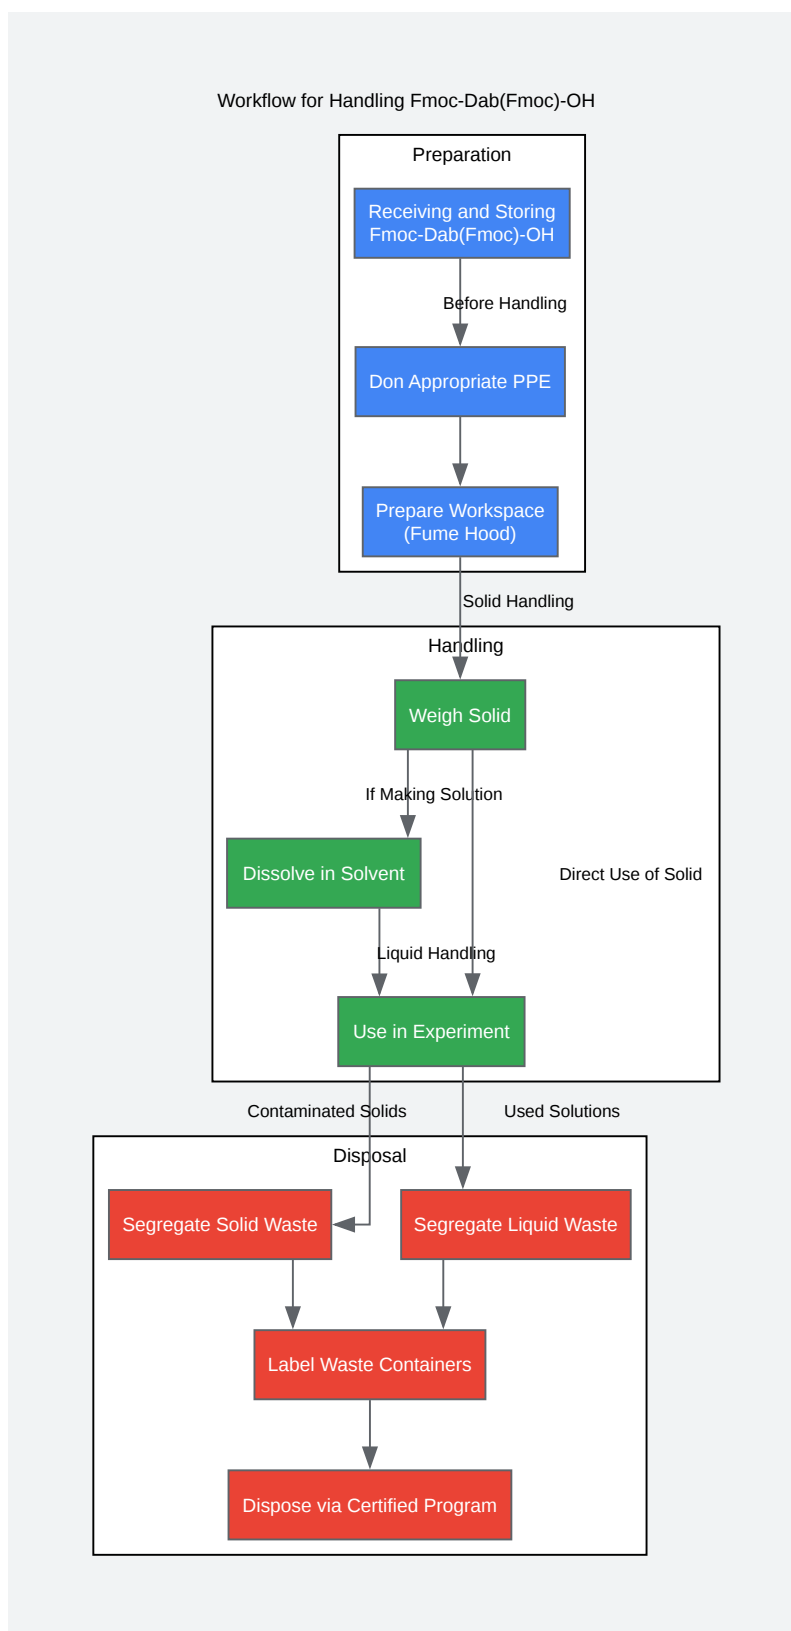 Workflow for Handling Fmoc-Dab(Fmoc)-OH
Preparation
Receiving and Storing
Fmoc-Dab(Fmoc)-OH
Before Handling
Don Appropriate PPE
Prepare Workspace
(Fume Hood)
Solid Handling
Handling
Weigh Solid
If Making Solution
Dissolve in Solvent
Direct Use of Solid
Liquid Handling
Use in Experiment
Contaminated Solids
Used Solutions
Disposal
Segregate Solid Waste
Segregate Liquid Waste
Label Waste Containers
Dispose via Certified Program